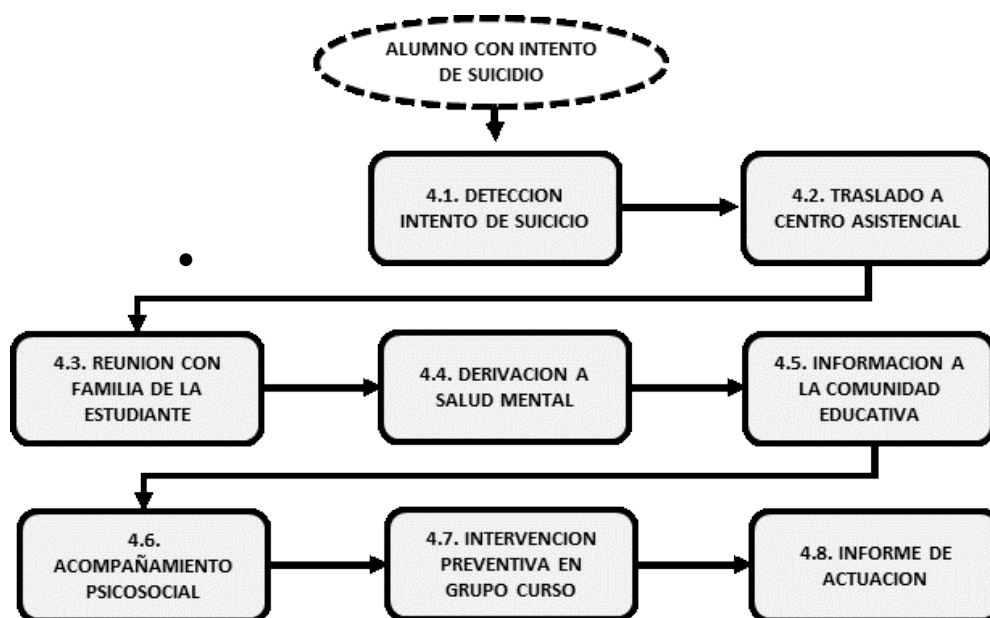 ALUMNO CON INTENTO
DE SUICIDIO
4.1. DETECCION
INTENTO DE SUICICIO
4.2. TRASLADO A
CENTRO ASISTENCIAL
4.3. REUNION CON
FAMILIA DE LA
ESTUDIANTE
4.4. DERIVACION A
SALUD MENTAL
4.5. INFORMACION A
LA COMUNIDAD
EDUCATIVA
4.6.
ACOMPAÑAMIENTO
PSICOSOCIAL
4.7. INTERVENCION
PREVENTIVA EN
GRUPO CURSO
4.8. INFORME DE
ACTUACION